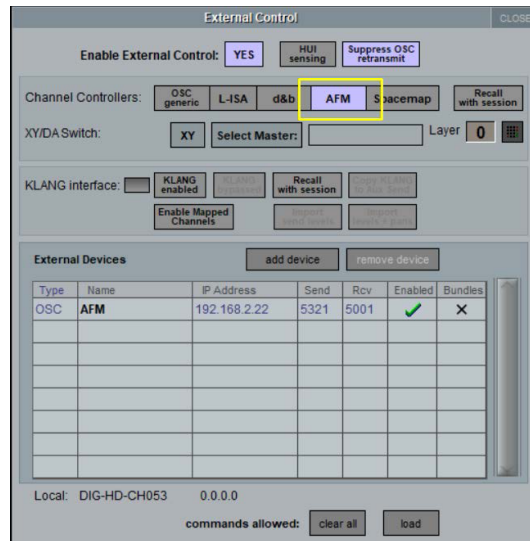 External Control
CLOSE
Enable External Control: YES HUI sensing Suppress OSC retransmit
Channel Controllers: OSC generic L-ISA d&b AFM Spacemap Recall with session
XY/DA Switch: XY Select Master: Layer 0
KLANG interface: KLANG enabled KLANG bypassed Recall with session Copy KLANG to Aux Send
Enable Mapped Channels Import send levels Import levels + pans
External Devices add device remove device
Type Name IP Address Send Rcv Enabled Bundles
OSC AFM 192.168.2.22 5321 5001
Local: DIG-HD-CH053 0.0.0.0
commands allowed: clear all load